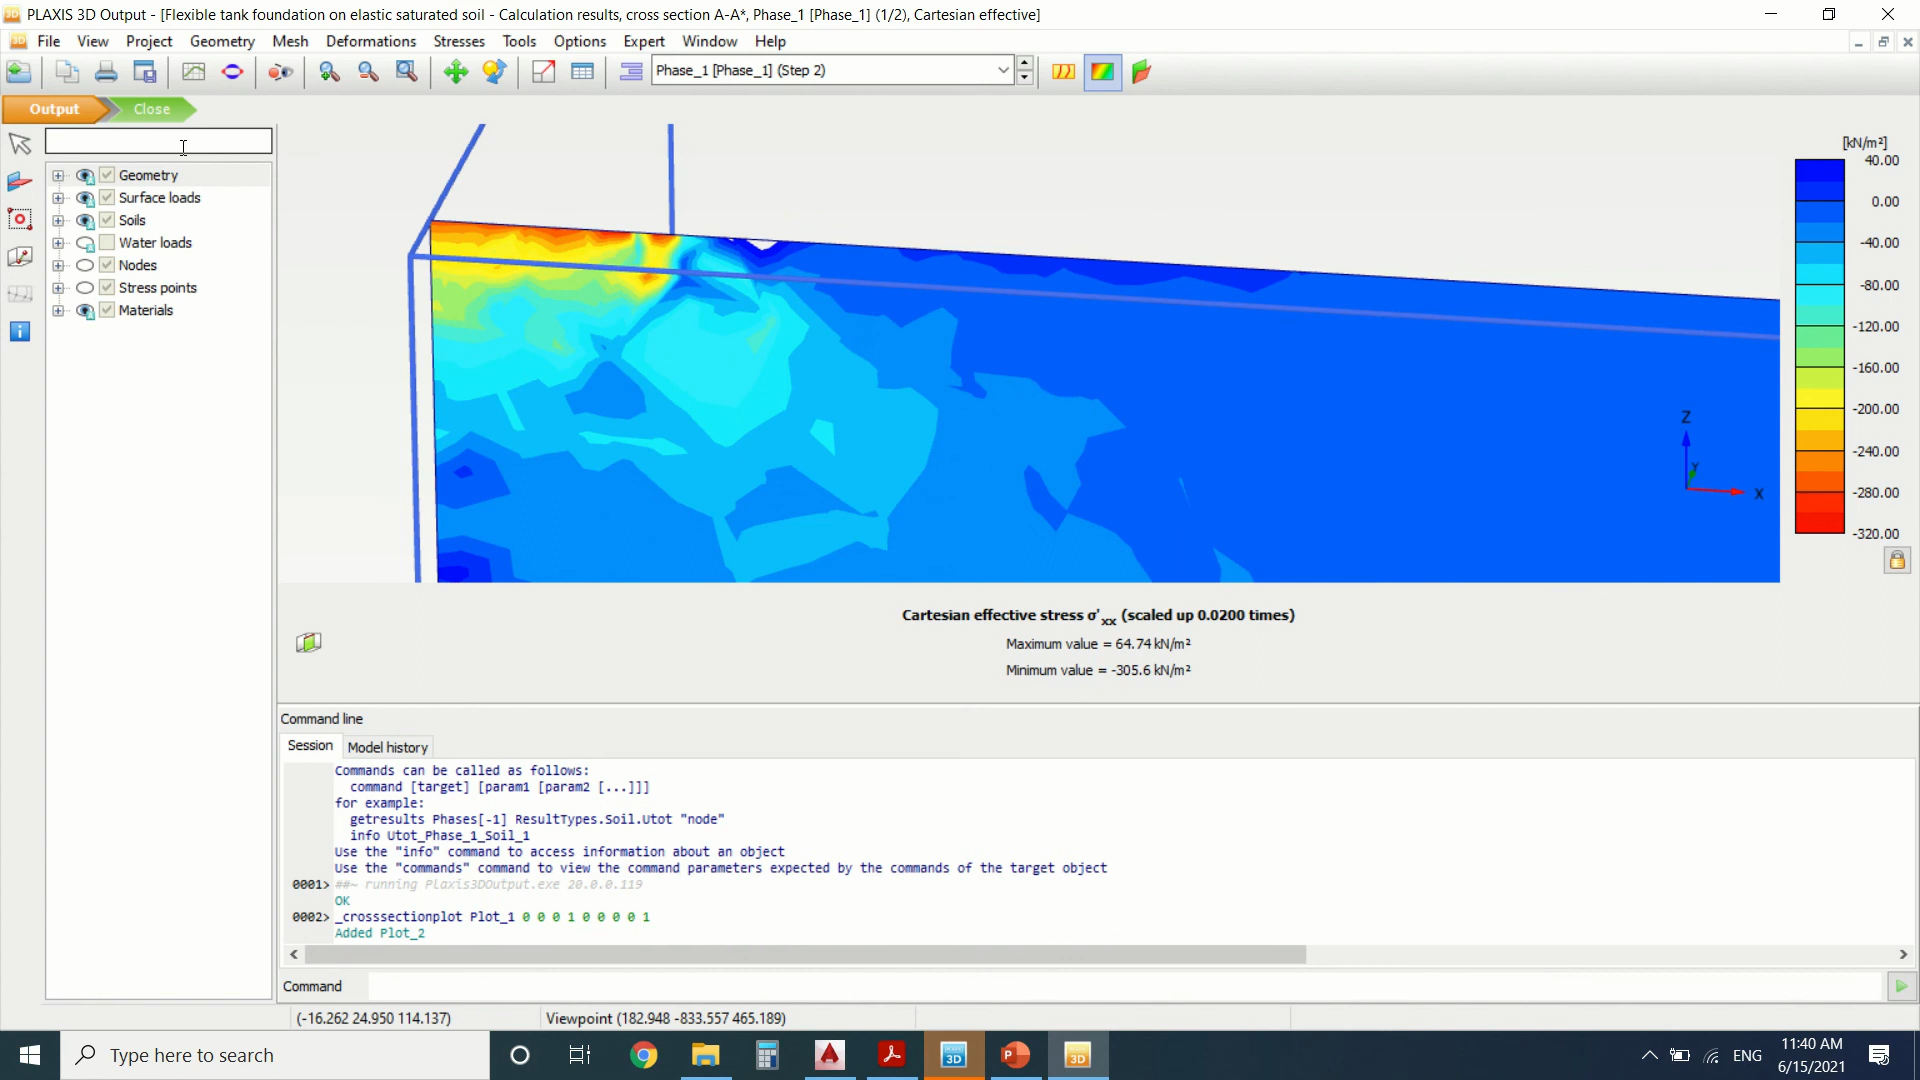 PLAXIS 3D Output - [Flexible tank foundation on elastic saturated soil - Calculation results, cross section A-A*, Phase_1 [Phase_1] (1/2), Cartesian effective]
File View Project Geometry Mesh Deformations Stresses Tools Options Expert Window Help
Phase_1 [Phase_1] (Step 2)
Output Close
Geometry
Surface loads
Soils
Water loads
Nodes
Stress points
Materials
[kN/m²]
40.00
0.00
-40.00
-80.00
-120.00
-160.00
-200.00
-240.00
-280.00
-320.00
Z
Y
X
Cartesian effective stress σ'xx (scaled up 0.0200 times)
Maximum value = 64.74 kN/m²
Minimum value = -305.6 kN/m²
Command line
Session Model history
Commands can be called as follows:
command [target] [param1 [param2 [...]]]
for example:
getresults Phases[-1] ResultTypes.Soil.Utot "node"
info Utot_Phase_1_Soil_1
Use the "info" command to access information about an object
Use the "commands" command to view the command parameters expected by the commands of the target object
0001> ##~ running Plaxis3DOutput.exe 20.0.0.119
OK
0002> _crosssectionplot Plot_1 0 0 0 1 0 0 0 0 1
Added Plot_2
Command
(-16.262 24.950 114.137) Viewpoint (182.948 -833.557 465.189)
Type here to search
3D
3D
ENG
11:40 AM
6/15/2021